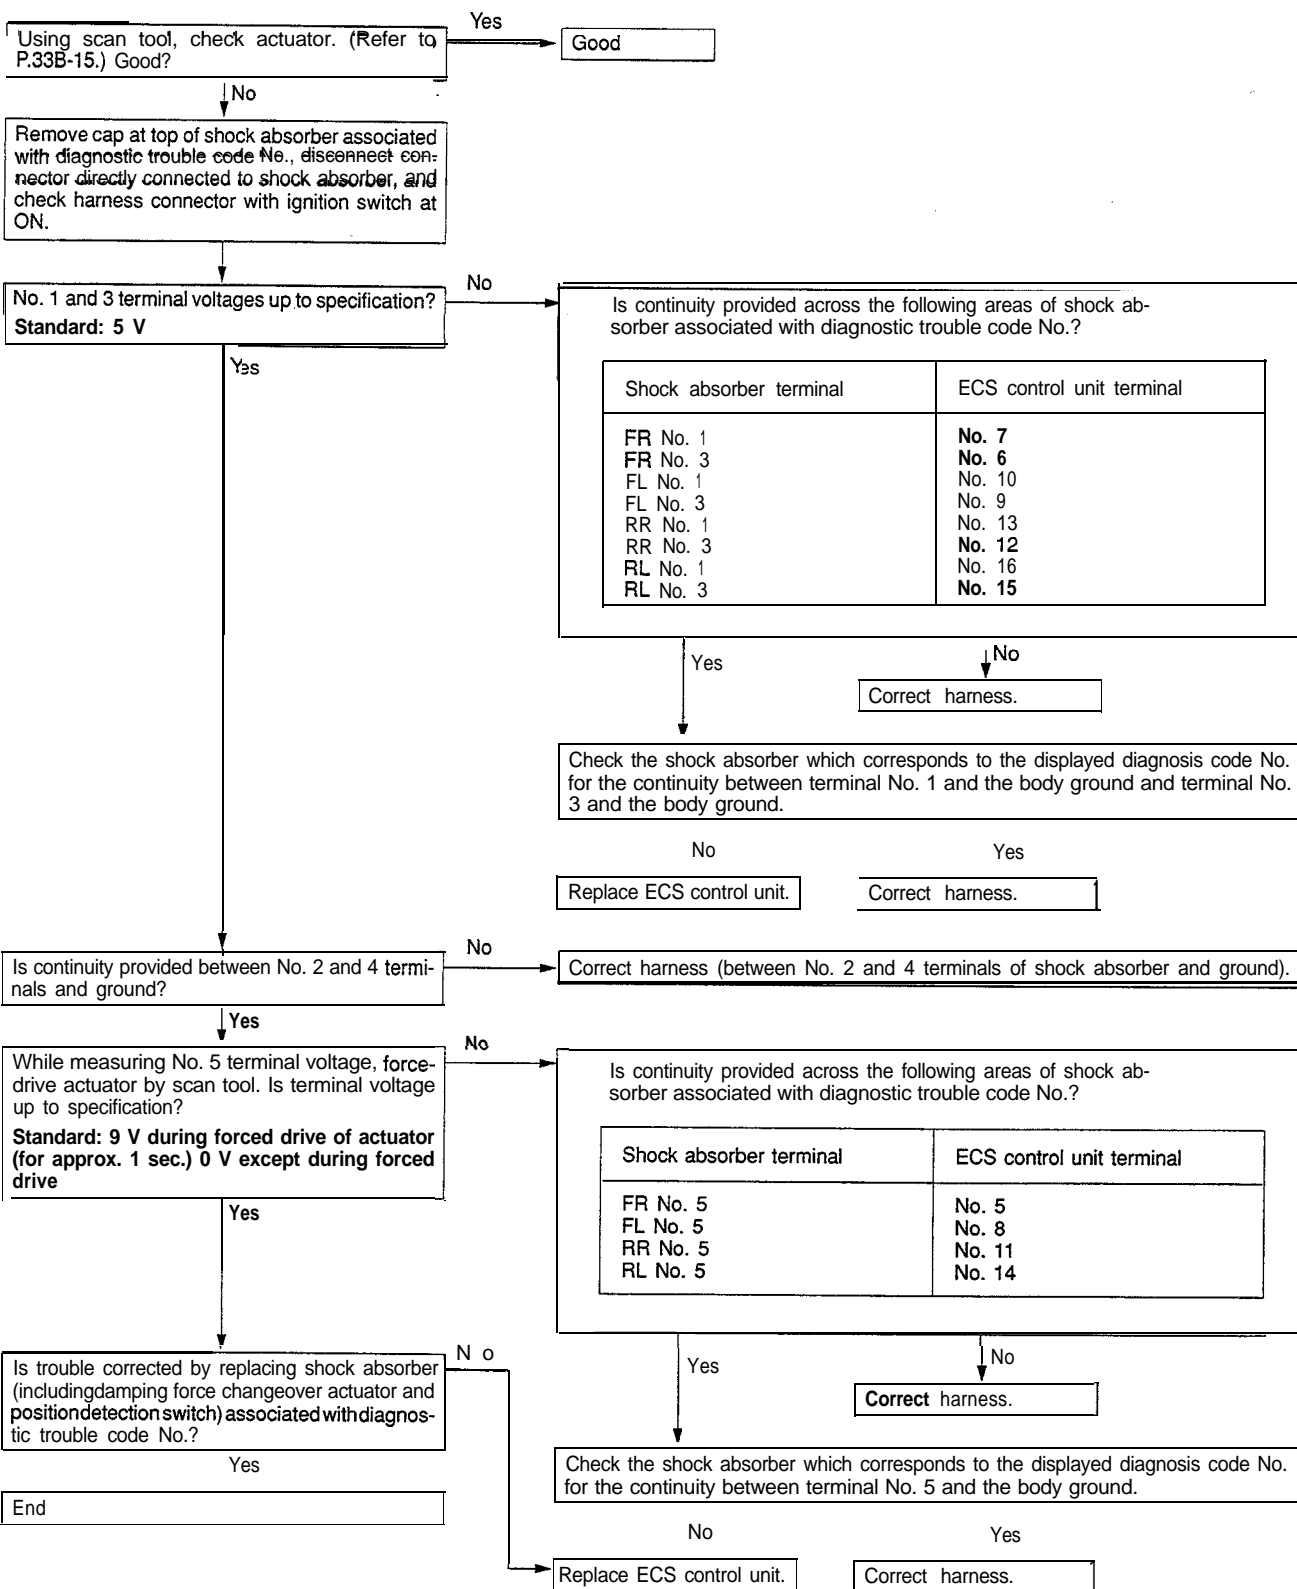 Using scan tool, check actuator. (Refer to
P.33B-15.) Good?
Yes
Good
No
Remove cap at top of shock absorber associated
with diagnostic trouble code No., disconnect con-
nector directly connected to shock absorber, and
check harness connector with ignition switch at
ON.
No. 1 and 3 terminal voltages up to specification?
Standard: 5 V
No
Yes
Is continuity provided across the following areas of shock ab-
sorber associated with diagnostic trouble code No.?
Shock absorber terminal ECS control unit terminal
FR No. 1 No. 7
FR No. 3 No. 6
FL No. 1 No. 10
FL No. 3 No. 9
RR No. 1 No. 13
RR No. 3 No. 12
RL No. 1 No. 16
RL No. 3 No. 15
Yes No
Correct harness.
Check the shock absorber which corresponds to the displayed diagnosis code No.
for the continuity between terminal No. 1 and the body ground and terminal No.
3 and the body ground.
No Yes
Replace ECS control unit. Correct harness.
Is continuity provided between No. 2 and 4 termi-
nals and ground?
No
Correct harness (between No. 2 and 4 terminals of shock absorber and ground).
Yes
While measuring No. 5 terminal voltage, force-
drive actuator by scan tool. Is terminal voltage
up to specification?
Standard: 9 V during forced drive of actuator
(for approx. 1 sec.) 0 V except during forced
drive
No
Yes
Is continuity provided across the following areas of shock ab-
sorber associated with diagnostic trouble code No.?
Shock absorber terminal ECS control unit terminal
FR No. 5 No. 5
FL No. 5 No. 8
RR No. 5 No. 11
RL No. 5 No. 14
Yes No
Correct harness.
Check the shock absorber which corresponds to the displayed diagnosis code No.
for the continuity between terminal No. 5 and the body ground.
No Yes
Replace ECS control unit. Correct harness.
Is trouble corrected by replacing shock absorber
(includingdamping force changeover actuator and
positiondetectionswitch) associatedwithdiagnos-
tic trouble code No.?
N o
Yes
End